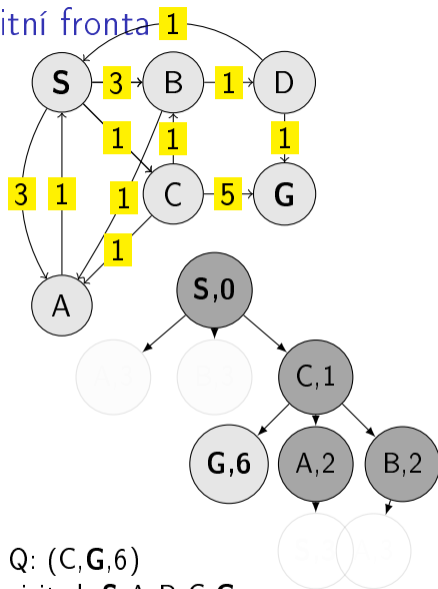 itní fronta
1
S 3 B 1 D
1 1 1
3 1 1 C 5 G
1
A
S,0
C,1
G,6 A,2 B,2
Q: (C,G,6)